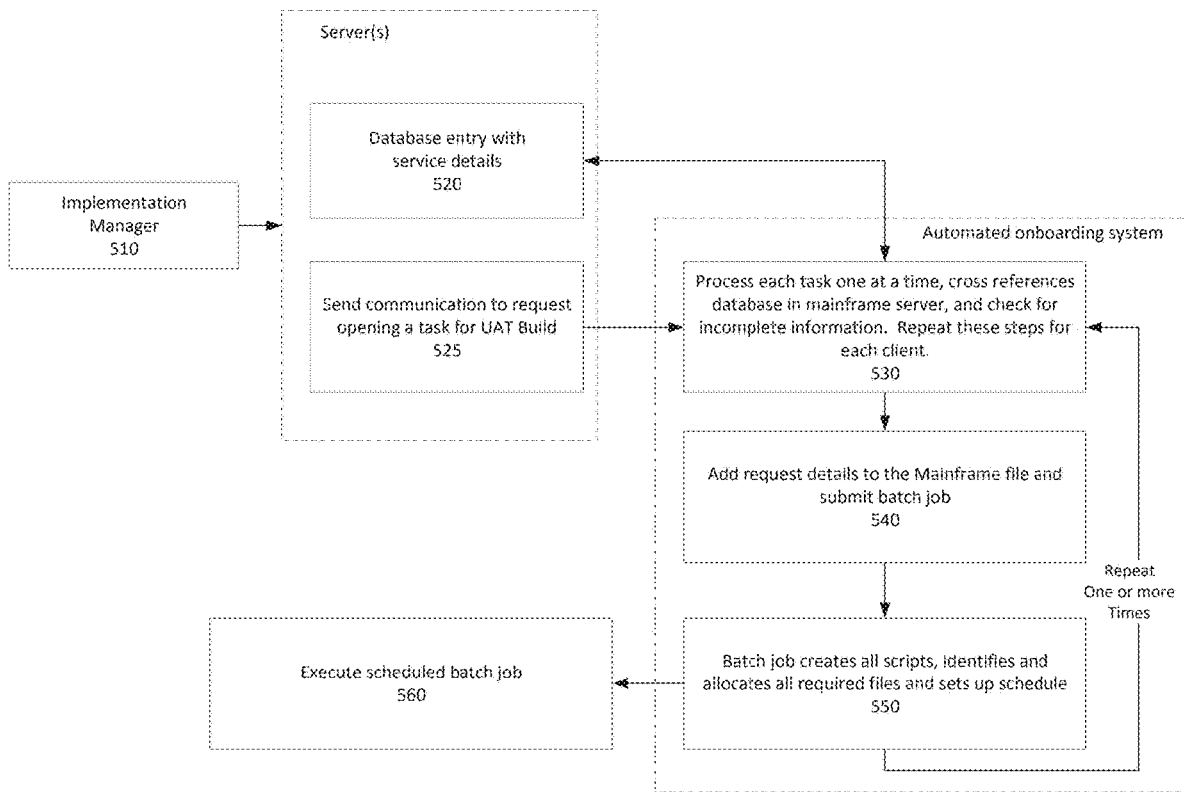 Server(s)
Database entry with
service details
520
Implementation
Manager
510
Send communication to request
opening a task for UAT Build
525
Automated onboarding system
Process each task one at a time, cross references
database in mainframe server, and check for
incomplete information. Repeat these steps for
each client.
530
Add request details to the Mainframe file and
submit batch job
540
Repeat
One or more
Times
Batch job creates all scripts, identifies and
allocates all required files and sets up schedule
550
Execute scheduled batch job
560